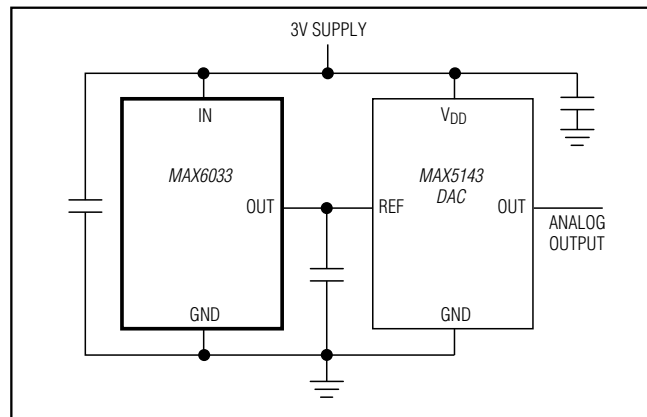 3V SUPPLY
IN
VDD
MAX6033
MAX5143
DAC
OUT
REF
OUT
ANALOG
OUTPUT
GND
GND